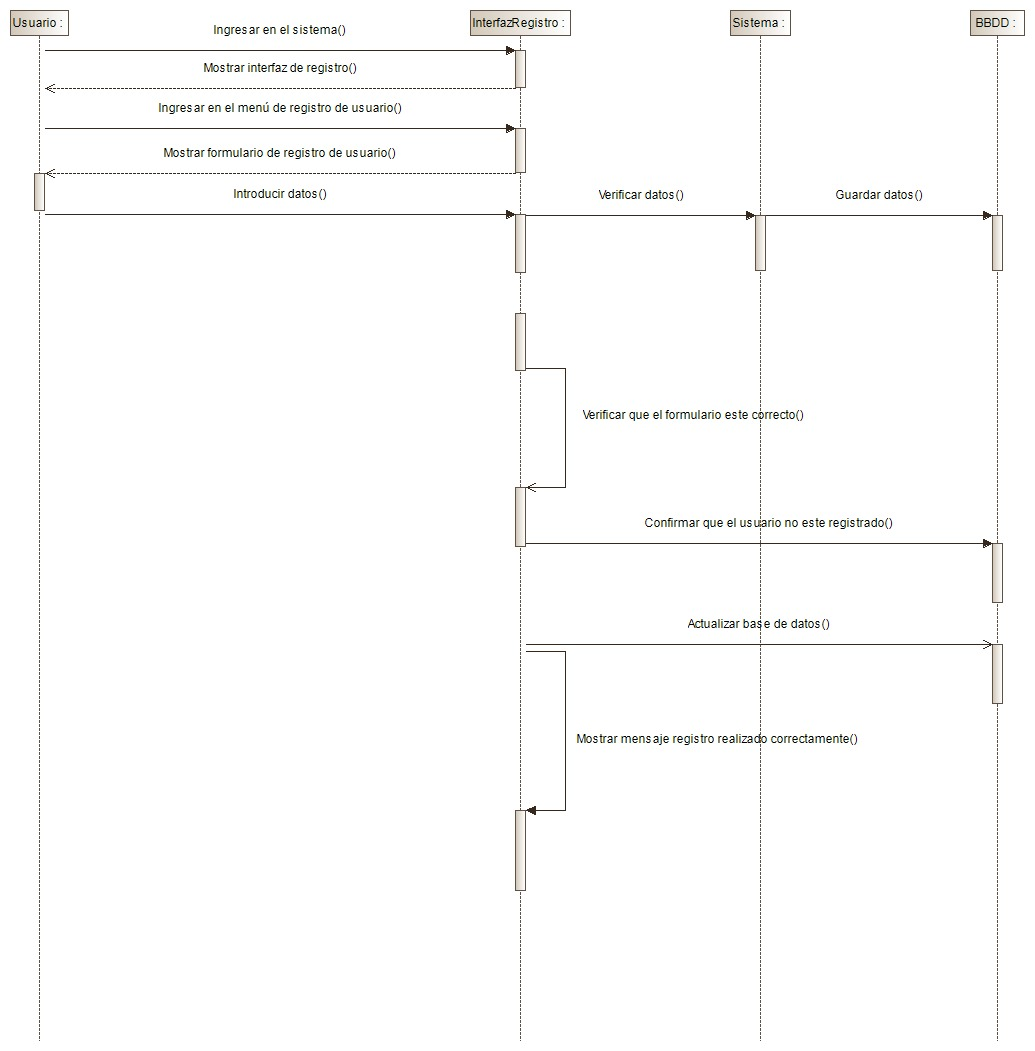 Usuario :
InterfazRegistro :
Sistema :
BBDD :
Ingresar en el sistema()
Mostrar interfaz de registro()
Ingresar en el menú de registro de usuario()
Mostrar formulario de registro de usuario()
Introducir datos()
Verificar datos()
Guardar datos()
Verificar que el formulario este correcto()
Confirmar que el usuario no este registrado()
Actualizar base de datos()
Mostrar mensaje registro realizado correctamente()